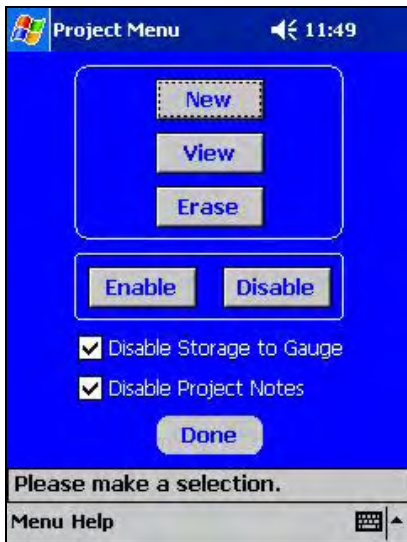 Project Menu 11:49
New
View
Erase
Enable Disable
Disable Storage to Gauge
Disable Project Notes
Done
Please make a selection.
Menu Help